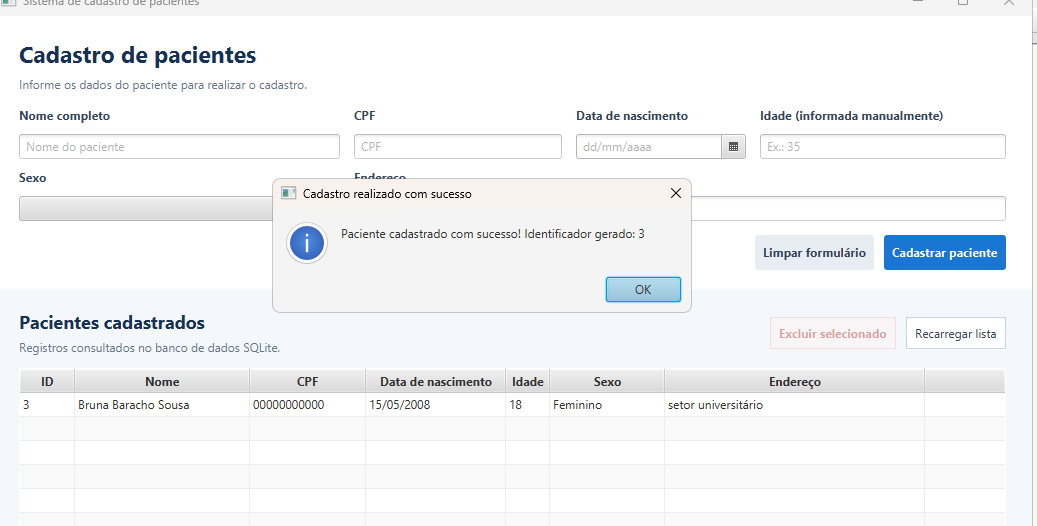 Sistema de cadastro de pacientes
Cadastro de pacientes
Informe os dados do paciente para realizar o cadastro.
Nome completo CPF Data de nascimento Idade (informada manualmente)
Nome do paciente CPF dd/mm/aaaa Ex.: 35
Sexo Endereço
Cadastro realizado com sucesso
Paciente cadastrado com sucesso! Identificador gerado: 3
OK
Limpar formulário Cadastrar paciente
Pacientes cadastrados
Registros consultados no banco de dados SQLite.
Excluir selecionado Recarregar lista
ID Nome CPF Data de nascimento Idade Sexo Endereço
3 Bruna Baracho Sousa 00000000000 15/05/2008 18 Feminino setor universitário